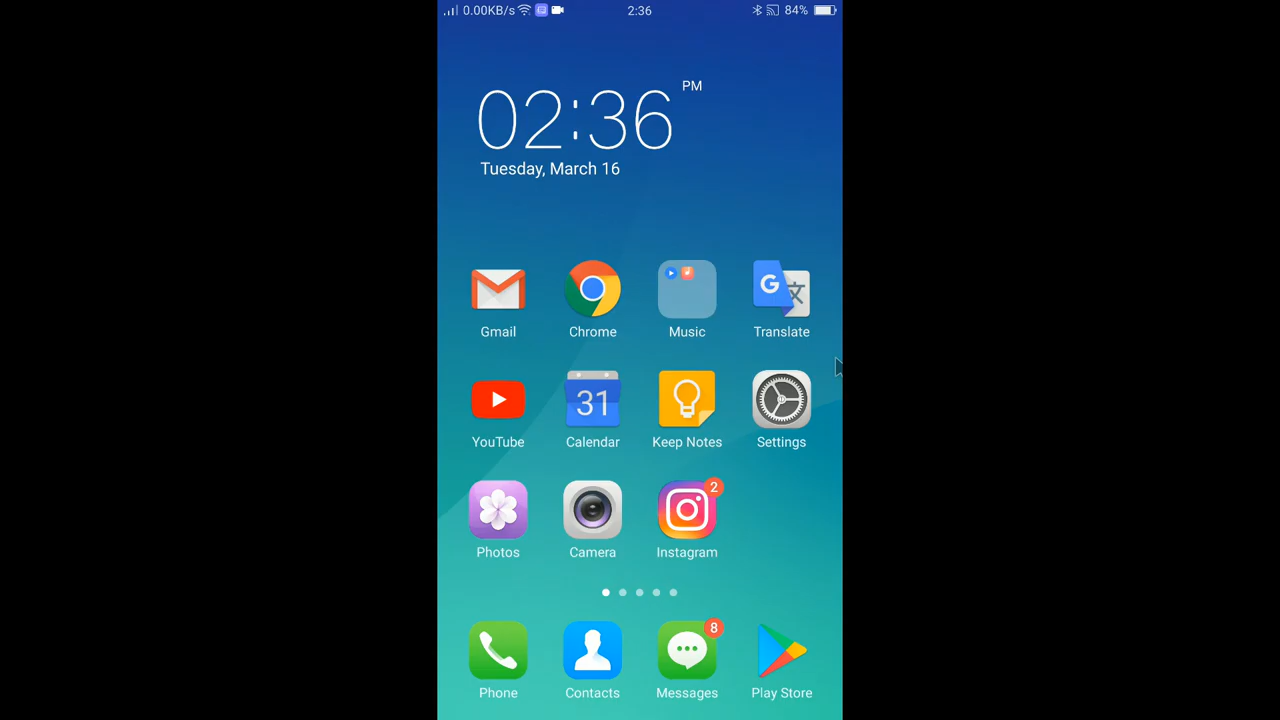 0.00KB/s 2:36 84%
02:36 PM
Tuesday, March 16
G 文
Gmail Chrome Music Translate
31
YouTube Calendar Keep Notes Settings
2
Photos Camera Instagram
8
Phone Contacts Messages Play Store